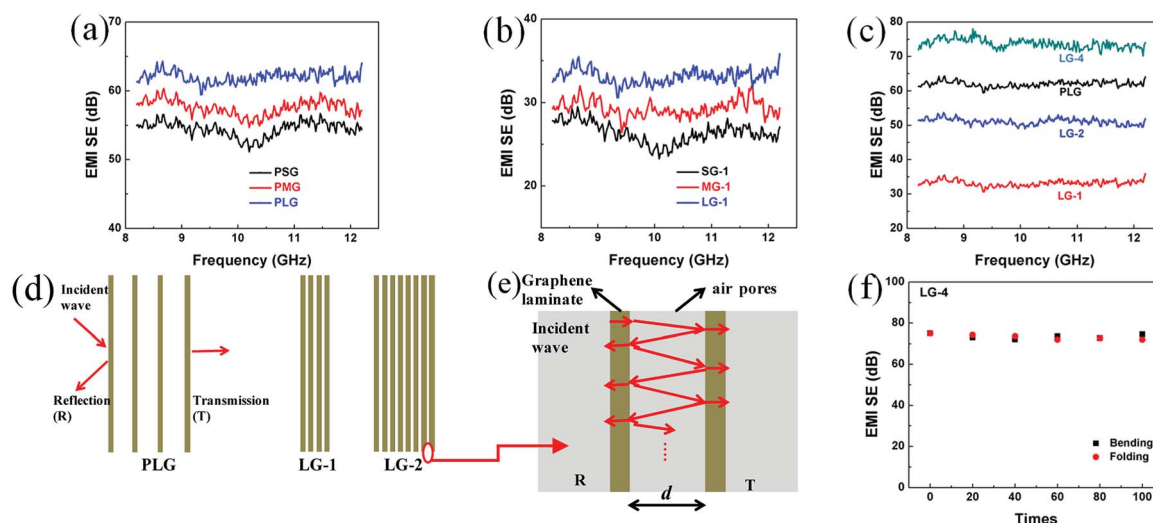 (a)
70
60
50
40
EMI SE (dB)
PSG
PMG
PLG
8
9
10
11
12
Frequency (GHz)
(b)
40
30
20
EMI SE (dB)
SG-1
MG-1
LG-1
8
9
10
11
12
Frequency (GHz)
(c)
80
70
60
50
40
30
20
EMI SE (dB)
LG-4
PLG
LG-2
LG-1
8
9
10
11
12
Frequency (GHz)
(d)
Incident
wave
Reflection
(R)
Transmission
(T)
PLG
LG-1
LG-2
(e)
Graphene
laminate
air pores
Incident
wave
R
d
T
(f)
LG-4
100
80
60
40
20
0
EMI SE (dB)
Bending
Folding
0
20
40
60
80
100
Times